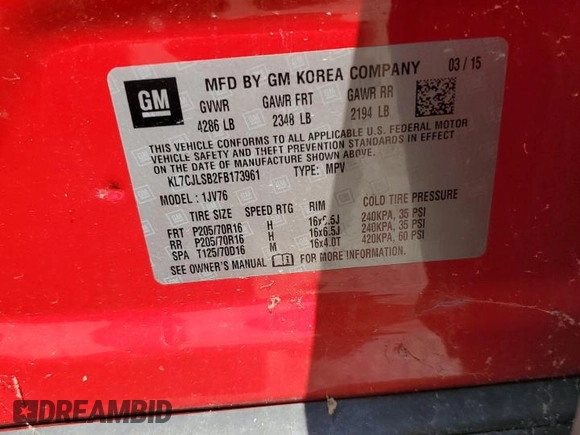 GM
MFD BY GM KOREA COMPANY 03 / 15
GVWR GAWR FRT GAWR RR
4286 LB 2348 LB 2194 LB
THIS VEHICLE CONFORMS TO ALL APPLICABLE U.S. FEDERAL MOTOR
VEHICLE SAFETY AND THEFT PREVENTION STANDARDS IN EFFECT
ON THE DATE OF MANUFACTURE SHOWN ABOVE.
KL7CJLSB2FB173961 TYPE: MPV
MODEL : 1JV76
TIRE SIZE SPEED RTG RIM COLD TIRE PRESSURE
FRT P205/70R16 H 16x6.5J 240KPA, 35 PSI
RR P205/70R16 H 16x6.5J 240KPA, 35 PSI
SPA T125/70D16 M 16x4.0T 420KPA, 60 PSI
SEE OWNER'S MANUAL FOR MORE INFORMATION
DREAMBID